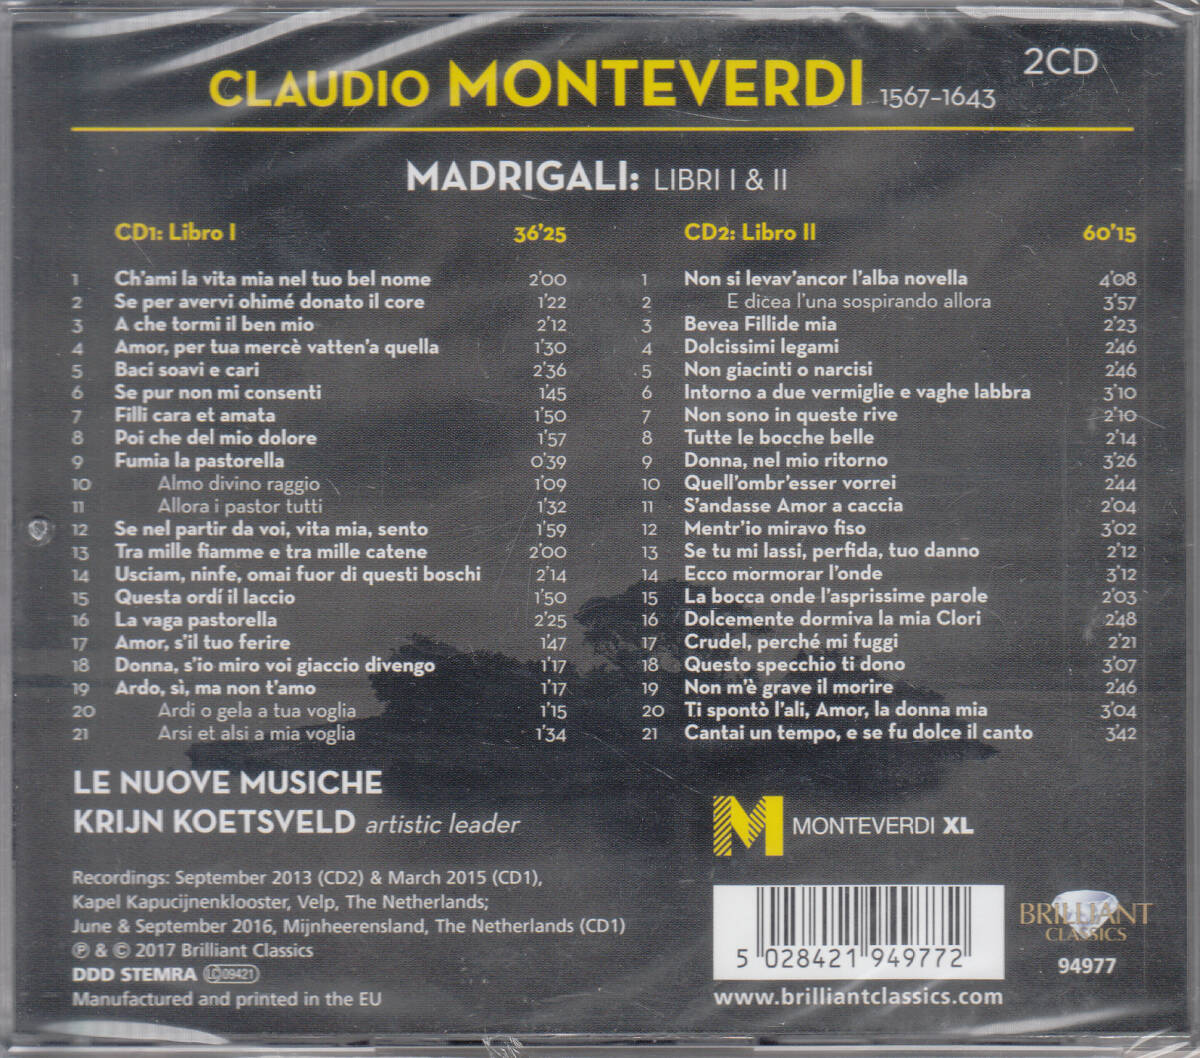 CLAUDIO MONTEVERDI 1567-1643
2CD
MADRIGALI: LIBRI I & II
CD1: Libro I 36'25
1 Ch'ami la vita mia nel tuo bel nome 2'00
2 Se per avervi ohimé donato il core 1'22
3 A che tormi il ben mio 2'12
4 Amor, per tua mercè vatten'a quella 1'30
5 Baci soavi e cari 2'36
6 Se pur non mi consenti 1'45
7 Filli cara et amata 1'50
8 Poi che del mio dolore 1'57
9 Fumia la pastorella 0'39
10 Almo divino raggio 1'09
11 Allora i pastor tutti 1'32
12 Se nel partir da voi, vita mia, sento 1'59
13 Tra mille fiamme e tra mille catene 2'00
14 Usciam, ninfe, omai fuor di questi boschi 2'14
15 Questa ordí il laccio 1'50
16 La vaga pastorella 2'25
17 Amor, s'il tuo ferire 1'47
18 Donna, s'io miro voi giaccio divengo 1'17
19 Ardo, sì, ma non t'amo 1'17
20 Ardi o gela a tua voglia 1'15
21 Arsi et alsi a mia voglia 1'34
CD2: Libro II 60'15
1 Non si levav'ancor l'alba novella 4'08
2 E dicea l'una sospirando allora 3'57
3 Bevea Fillide mia 2'23
4 Dolcissimi legami 2'46
5 Non giacinti o narcisi 2'46
6 Intorno a due vermiglie e vaghe labbra 3'10
7 Non sono in queste rive 2'10
8 Tutte le bocche belle 2'14
9 Donna, nel mio ritorno 3'26
10 Quell'ombr'esser vorrei 2'44
11 S'andasse Amor a caccia 2'04
12 Mentr'io miravo fiso 3'02
13 Se tu mi lassi, perfida, tuo danno 2'12
14 Ecco mormorar l'onde 3'12
15 La bocca onde l'asprissime parole 2'03
16 Dolcemente dormiva la mia Clori 2'48
17 Crudel, perché mi fuggi 2'21
18 Questo specchio ti dono 3'07
19 Non m'è grave il morire 2'46
20 Ti spontò l'ali, Amor, la donna mia 3'04
21 Cantai un tempo, e se fu dolce il canto 3'42
LE NUOVE MUSICHE
KRIJN KOETSVELD artistic leader
Recordings: September 2013 (CD2) & March 2015 (CD1),
Kapel Kapucijnenklooster, Velp, The Netherlands;
June & September 2016, Mijnheerensland, The Netherlands (CD1)
℗ & © 2017 Brilliant Classics
DDD STEMRA LC 09421
Manufactured and printed in the EU
M MONTEVERDI XL
5 028421 949772
www.brilliantclassics.com
BRILLIANT
CLASSICS
94977